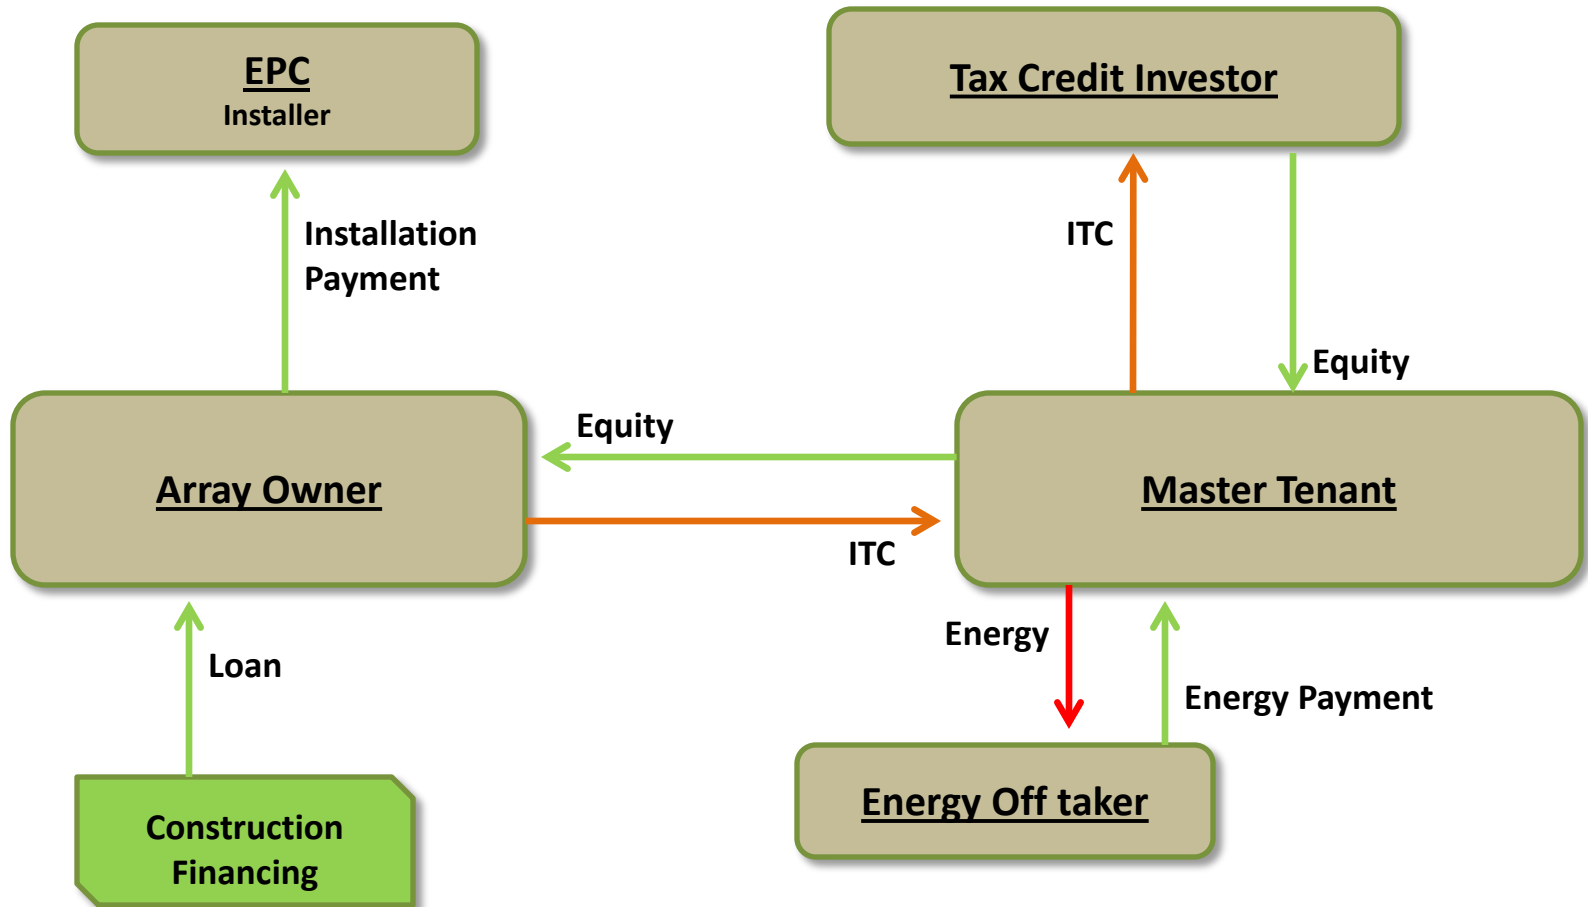 EPC
Installer
Tax Credit Investor
Installation
Payment
ITC
Equity
Equity
Array Owner
Master Tenant
ITC
Energy
Loan
Energy Payment
Energy Off taker
Construction
Financing